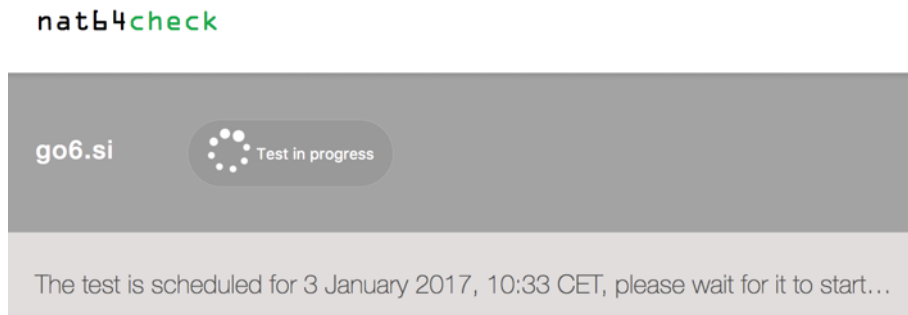 nat64check
go6.si
Test in progress
The test is scheduled for 3 January 2017, 10:33 CET, please wait for it to start...